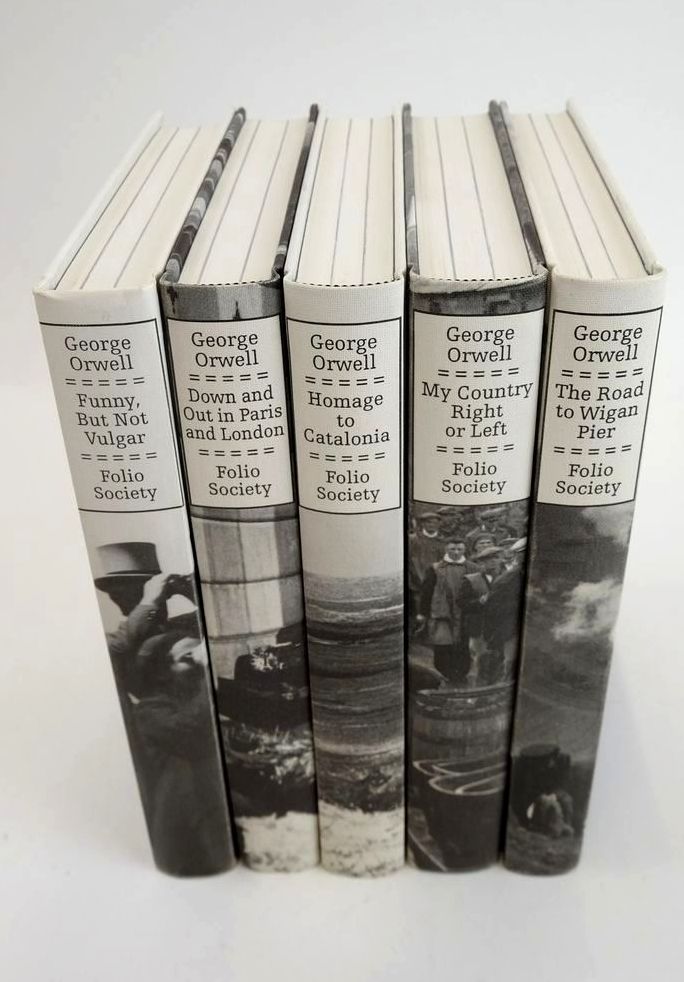 George
Orwell
Funny,
But Not
Vulgar
Folio
Society
George
Orwell
Down and
Out in Paris
and London
Folio
Society
George
Orwell
Homage
to
Catalonia
Folio
Society
George
Orwell
My Country
Right
or Left
Folio
Society
George
Orwell
The Road
to Wigan
Pier
Folio
Society